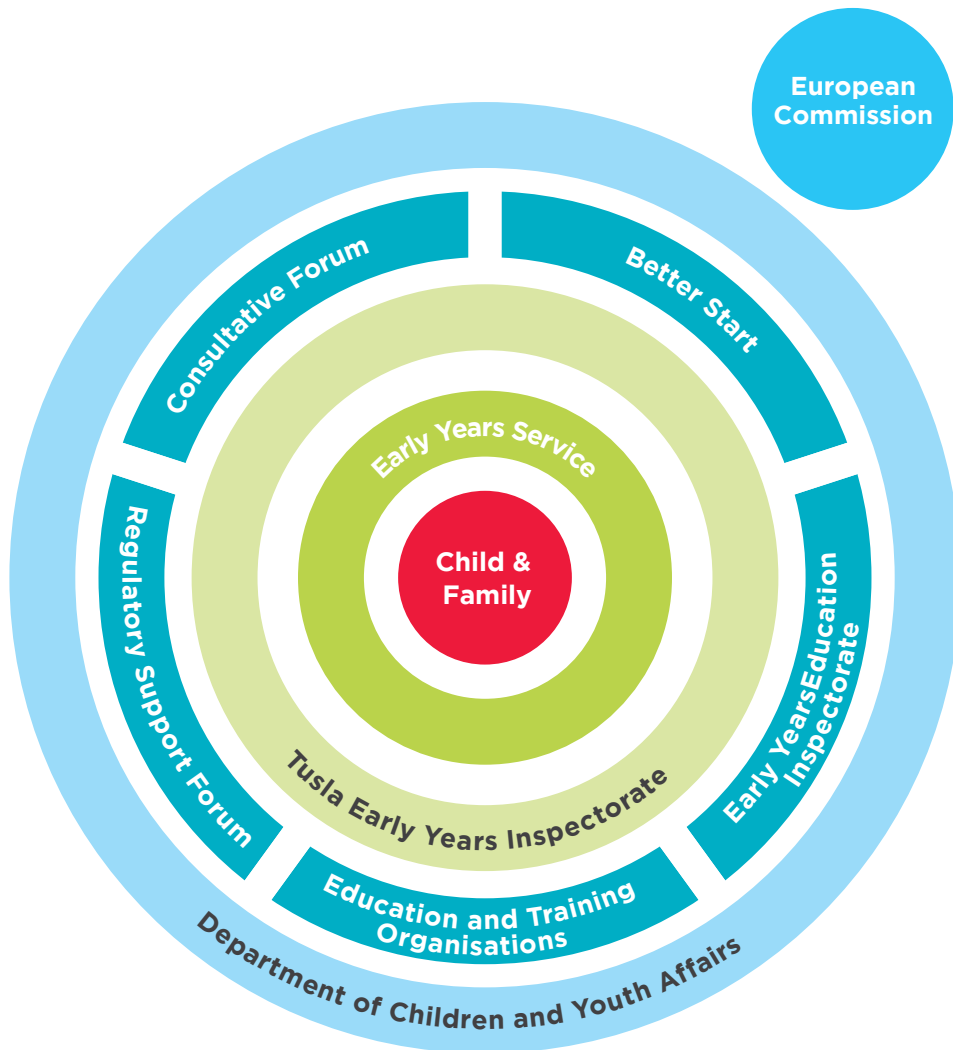 European
Commission
Consultative Forum
Better Start
Early Years Service
Child &
Family
Regulatory Support Forum
Early YearsEducation
Inspectorate
Tusla Early Years Inspectorate
Education and Training
Organisations
Department of Children and Youth Affairs